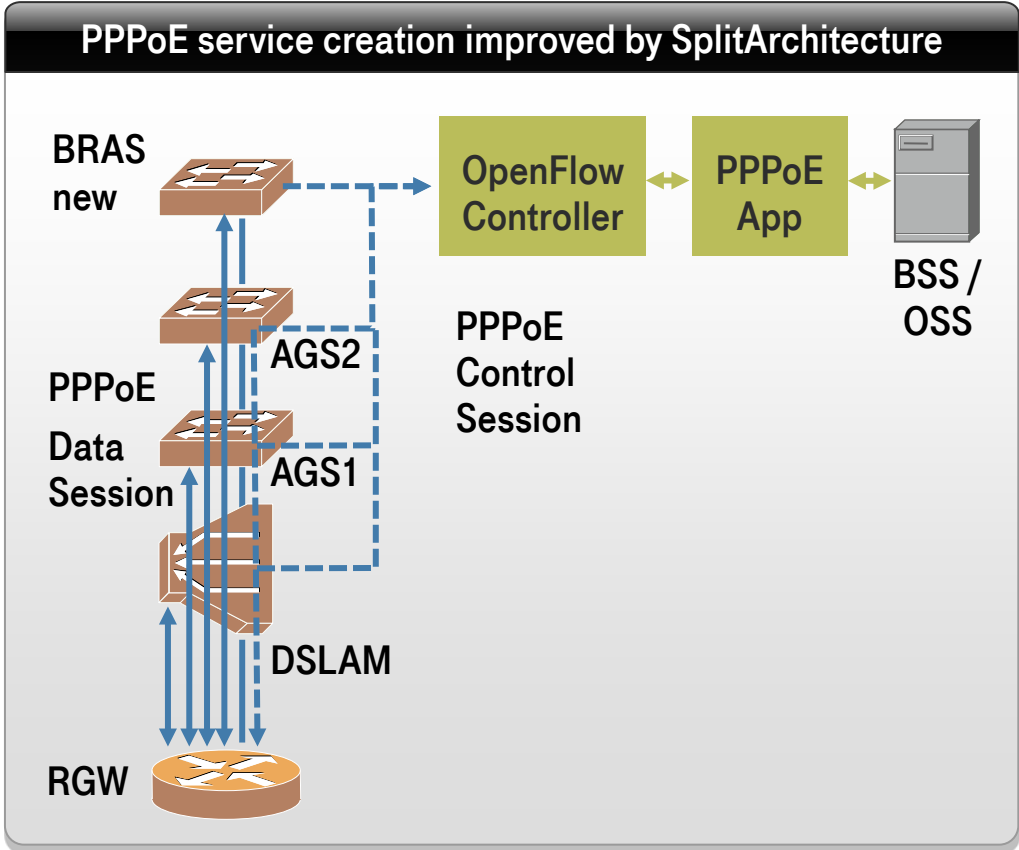 PPPoE service creation improved by SplitArchitecture
BRAS
new
OpenFlow
Controller
PPPoE
App
BSS /
OSS
AGS2
PPPoE
Control
Session
PPPoE
Data
Session
AGS1
DSLAM
RGW